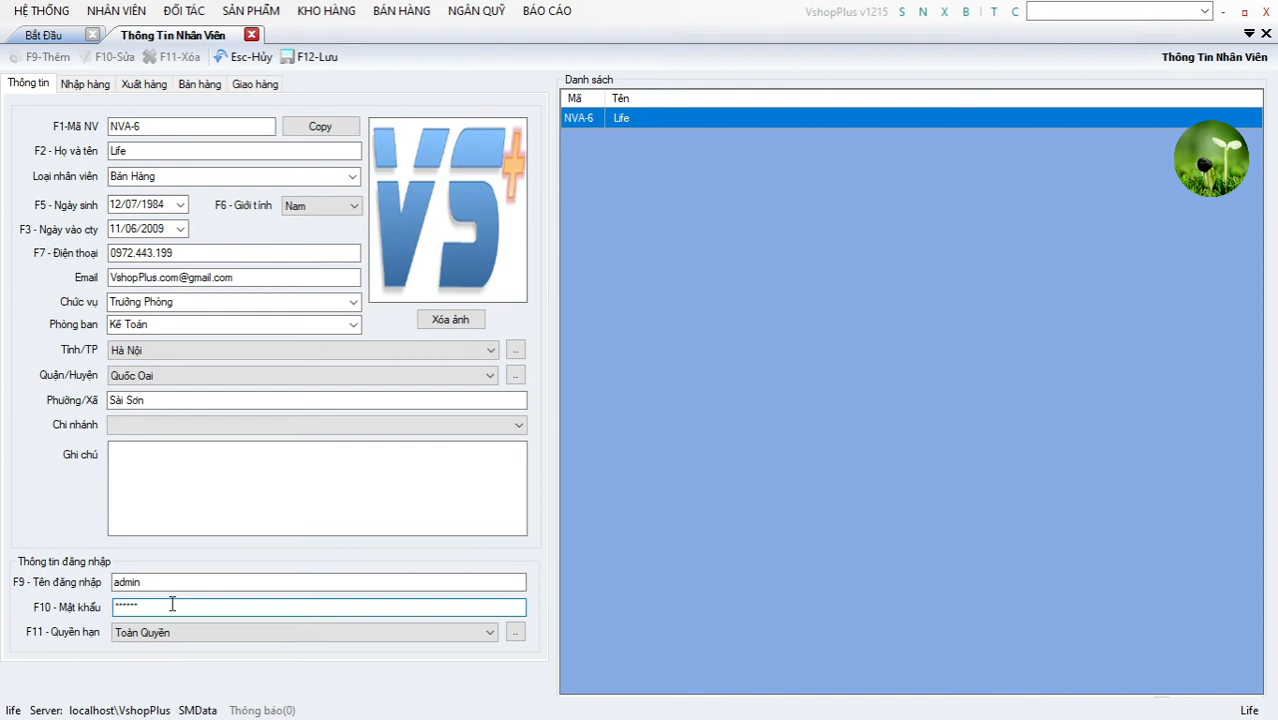 HỆ THỐNG NHÂN VIÊN ĐỐI TÁC SẢN PHẨM KHO HÀNG BÁN HÀNG NGÂN QUỸ BÁO CÁO VshopPlus v1215 S N X B T C
Bắt Đầu Thông Tin Nhân Viên
F9-Thêm F10-Sửa F11-Xóa Esc-Hủy F12-Lưu Thông Tin Nhân Viên
Thông tin Nhập hàng Xuất hàng Bán hàng Giao hàng
Danh sách
Mã Tên
NVA-6 Life
F1-Mã NV NVA-6 Copy
F2 - Họ và tên Life
Loại nhân viên Bán Hàng
F5 - Ngày sinh 12/07/1984 F6 - Giới tính Nam
F3 - Ngày vào cty 11/06/2009
F7 - Điện thoại 0972.443.199
Email VshopPlus.com@gmail.com
Chức vụ Trưởng Phòng
Phòng ban Kế Toán
VS+
Xóa ảnh
Tỉnh/TP Hà Nội ..
Quận/Huyện Quốc Oai ..
Phường/Xã Sài Sơn
Chi nhánh
Ghi chú
Thông tin đăng nhập
F9 - Tên đăng nhập admin
F10 - Mật khẩu ******
F11 - Quyền hạn Toàn Quyền ..
life Server: localhost\VshopPlus SMData Thông báo(0) Life